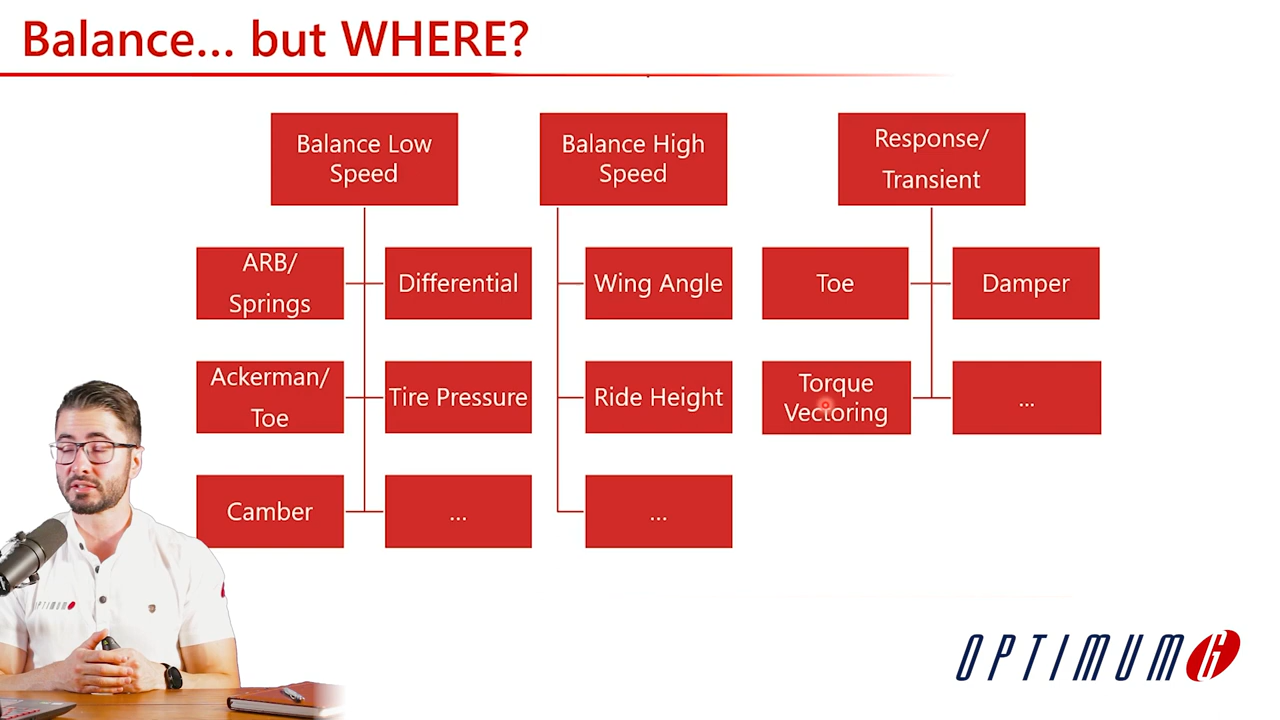 Balance... but WHERE?
Balance Low
Speed
ARB/
Springs
Differential
Ackerman/
Toe
Tire Pressure
Camber
...
Balance High
Speed
Wing Angle
Ride Height
...
Response/
Transient
Toe
Damper
Torque
Vectoring
...
OPTIMUM
OPTIMUM G